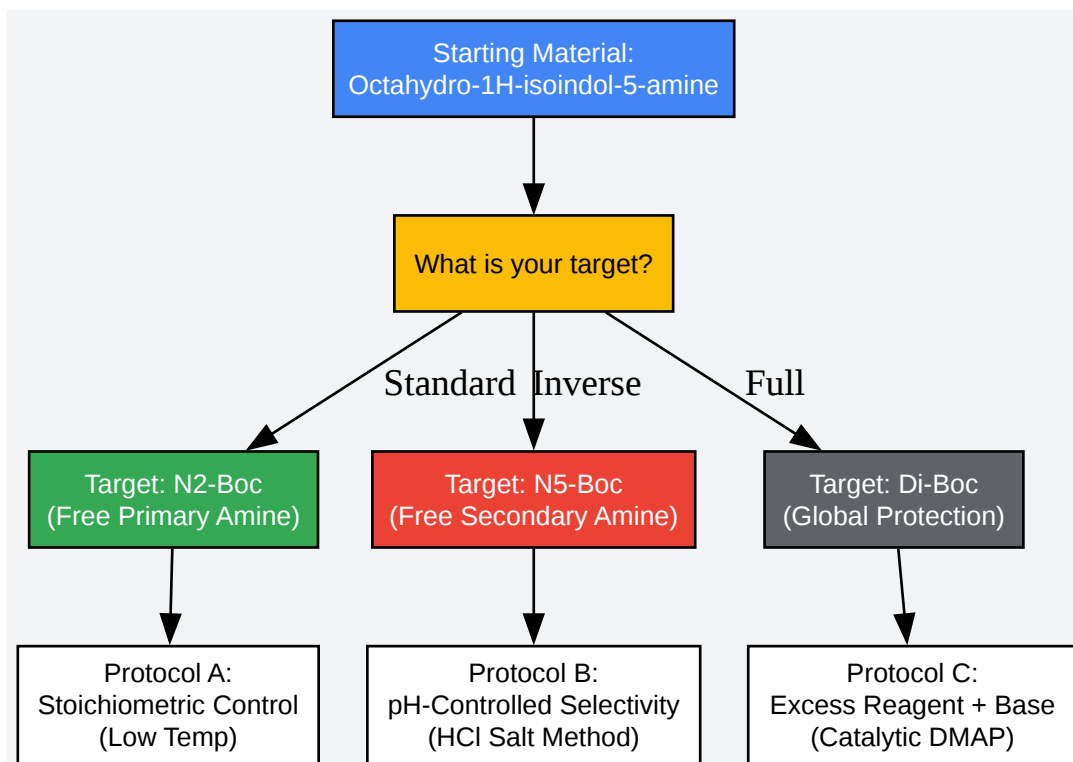 Starting Material:
Octahydro-1H-isoindol-5-amine
What is your target?
Standard
Inverse
Full
Target: N2-Boc
(Free Primary Amine)
Target: N5-Boc
(Free Secondary Amine)
Target: Di-Boc
(Global Protection)
Protocol A:
Stoichiometric Control
(Low Temp)
Protocol B:
pH-Controlled Selectivity
(HCl Salt Method)
Protocol C:
Excess Reagent + Base
(Catalytic DMAP)